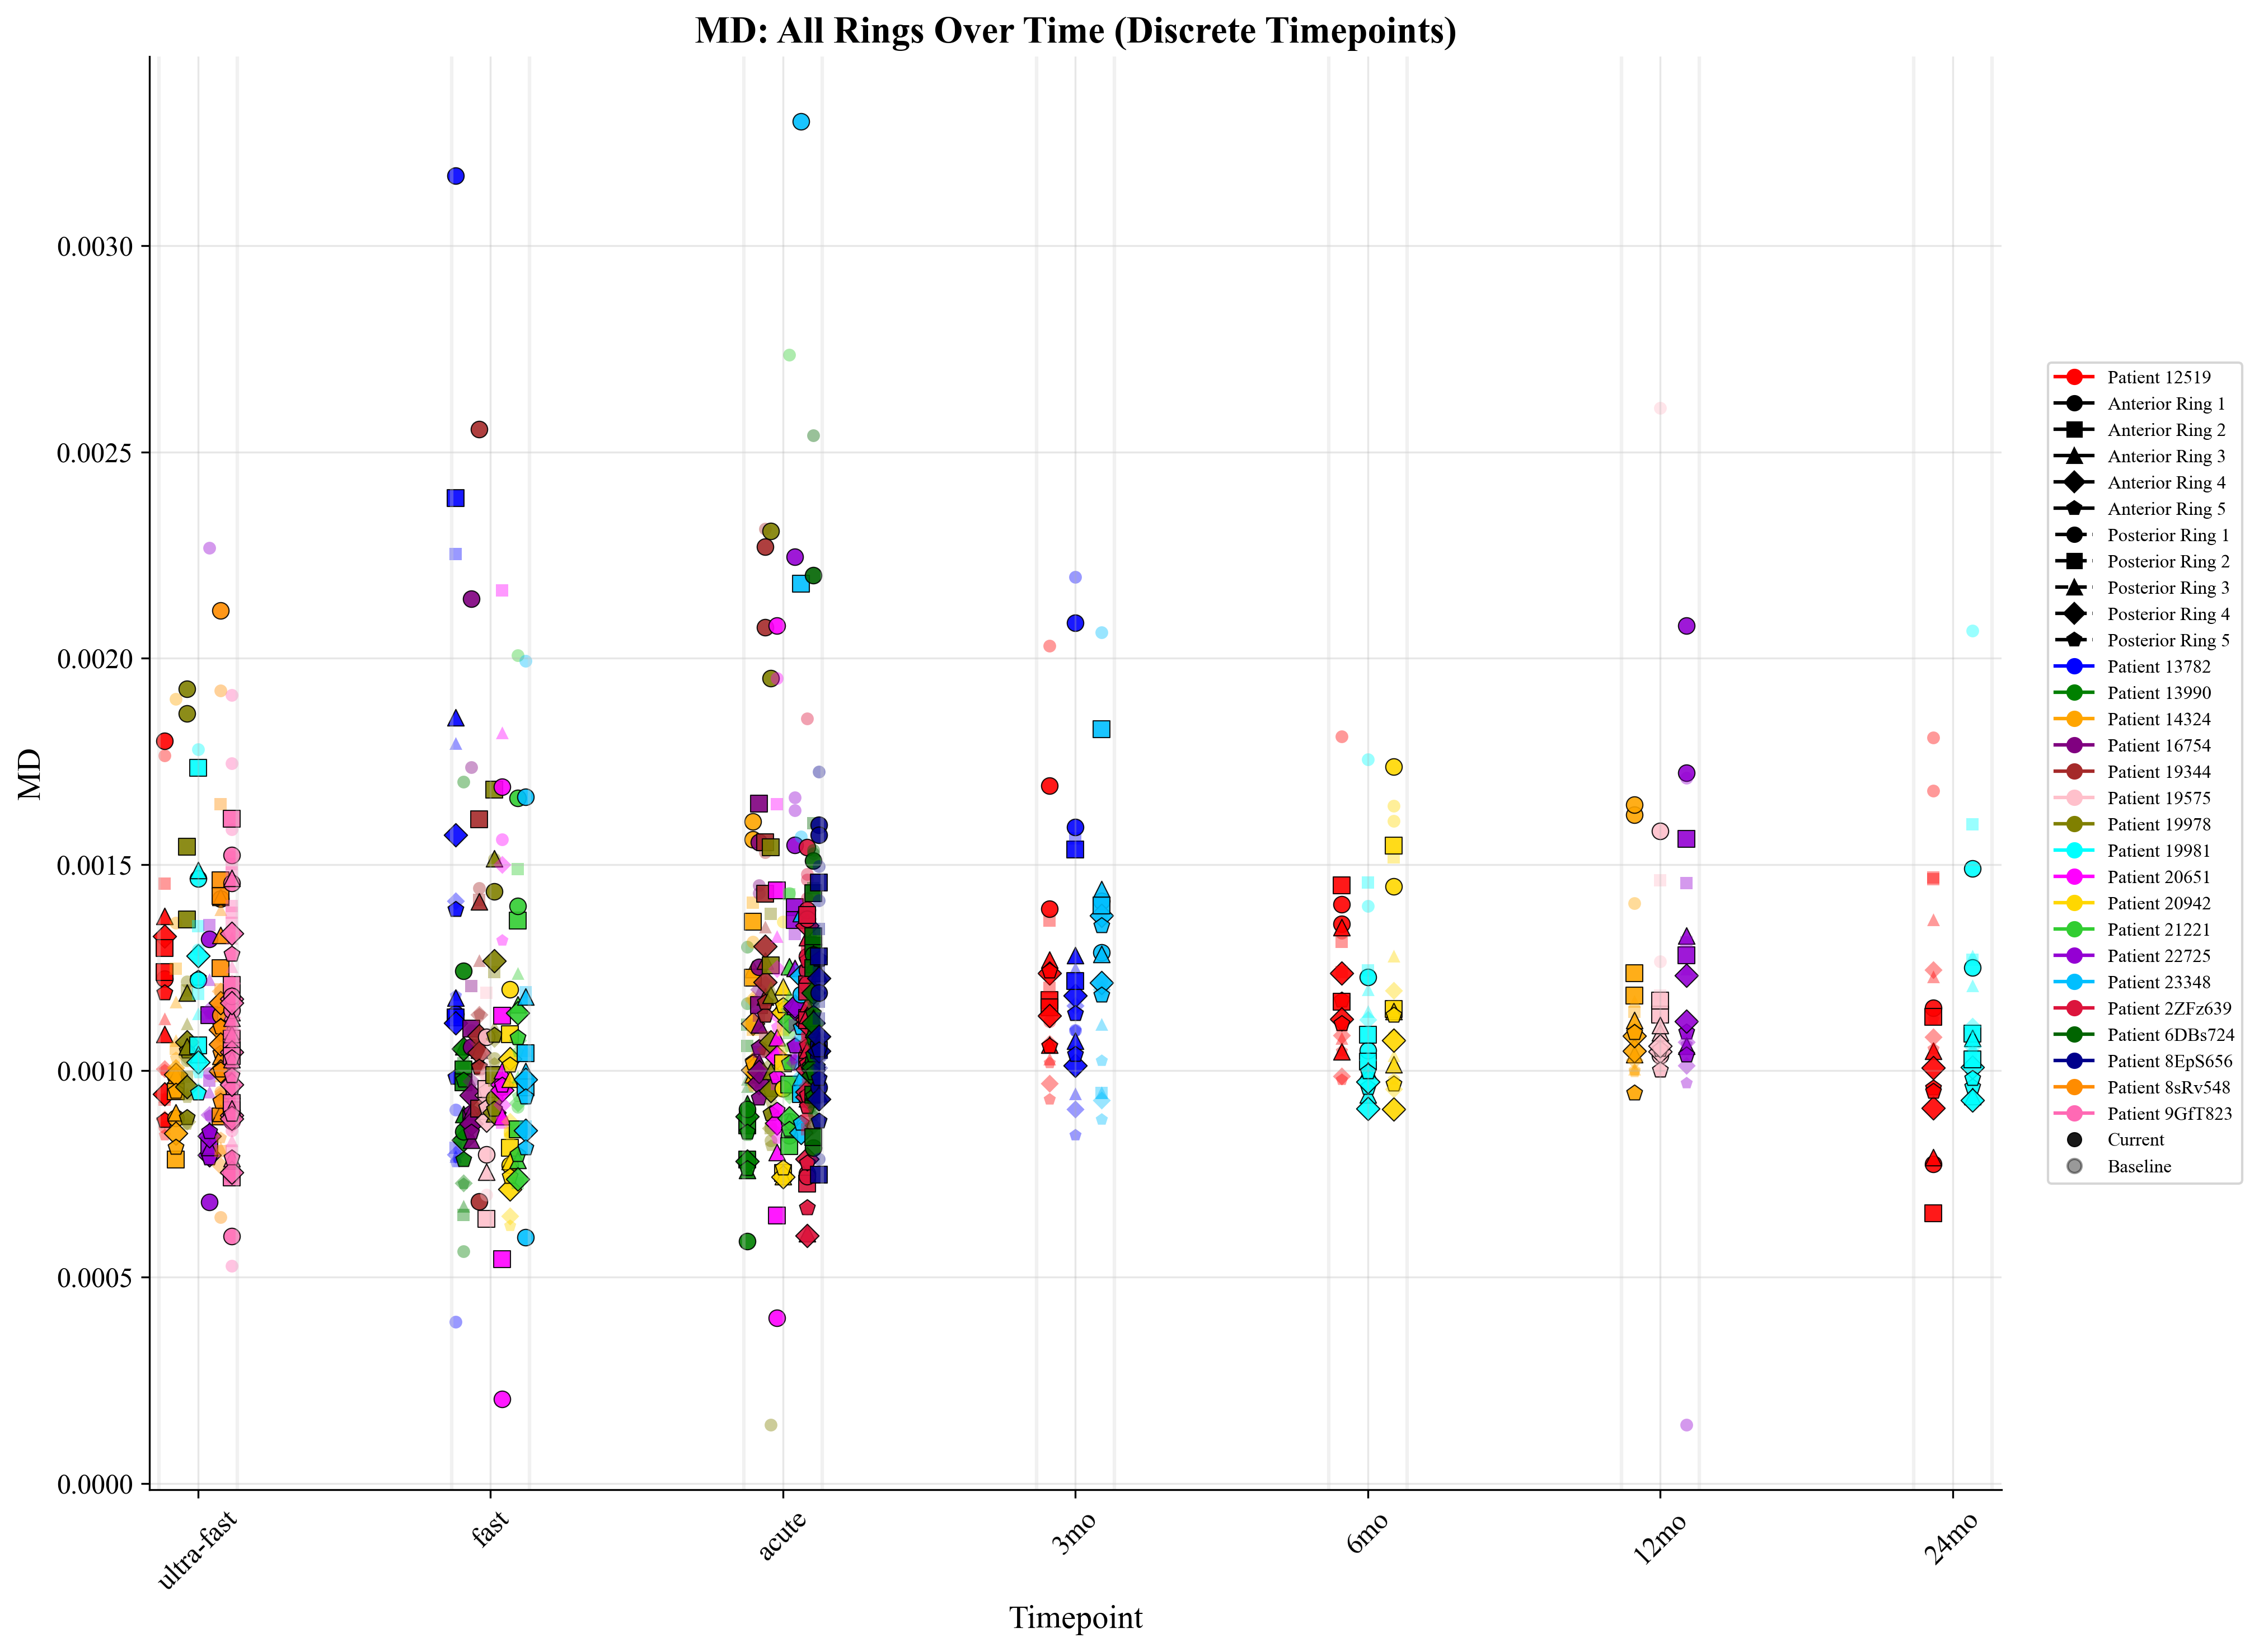 MD: All Rings Over Time (Discrete Timepoints)
MD
0.0030
0.0025
0.0020
0.0015
0.0010
0.0005
0.0000
ultra-fast
fast
acute
3mo
6mo
12mo
24mo
Timepoint
Patient 12519
Anterior Ring 1
Anterior Ring 2
Anterior Ring 3
Anterior Ring 4
Anterior Ring 5
Posterior Ring 1
Posterior Ring 2
Posterior Ring 3
Posterior Ring 4
Posterior Ring 5
Patient 13782
Patient 13990
Patient 14324
Patient 16754
Patient 19344
Patient 19575
Patient 19978
Patient 19981
Patient 20651
Patient 20942
Patient 21221
Patient 22725
Patient 23348
Patient 2ZFz639
Patient 6DBs724
Patient 8EpS656
Patient 8sRv548
Patient 9GfT823
Current
Baseline